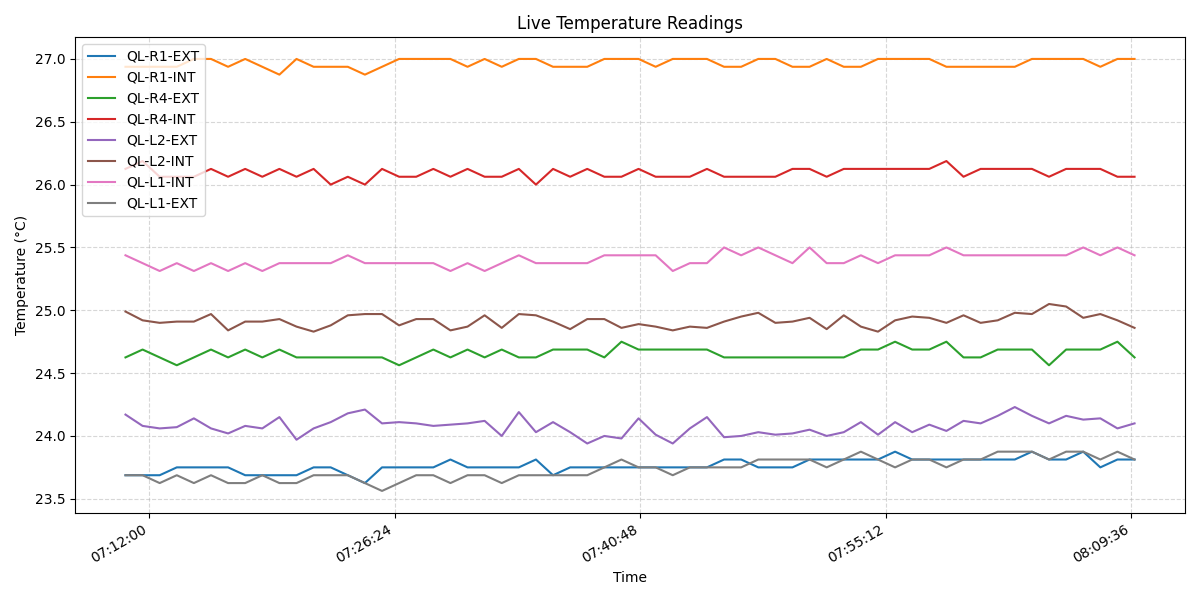 Live Temperature Readings
QL-R1-EXT
QL-R1-INT
QL-R4-EXT
QL-R4-INT
QL-L2-EXT
QL-L2-INT
QL-L1-INT
QL-L1-EXT
Temperature (°C)
27.0
26.5
26.0
25.5
25.0
24.5
24.0
23.5
07:12:00
07:26:24
07:40:48
07:55:12
08:09:36
Time